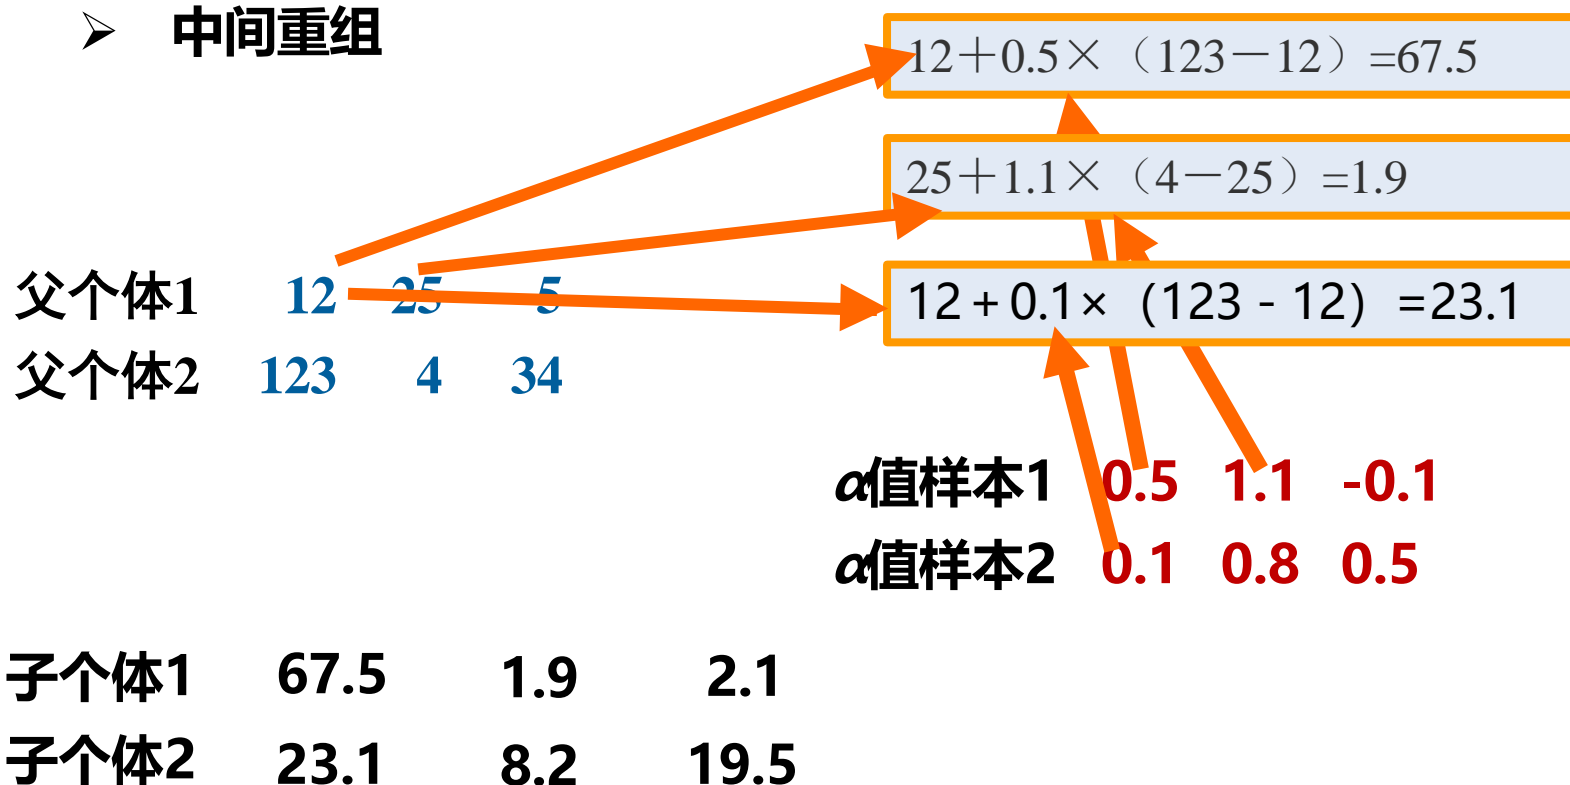 ➢ 中间重组
12＋0.5×（123－12）=67.5
25＋1.1×（4－25）=1.9
父个体1 12 25 5
12＋0.1×（123－12）=23.1
父个体2 123 4 34
α值样本1 0.5 1.1 -0.1
α值样本2 0.1 0.8 0.5
子个体1 67.5 1.9 2.1
子个体2 23.1 8.2 19.5